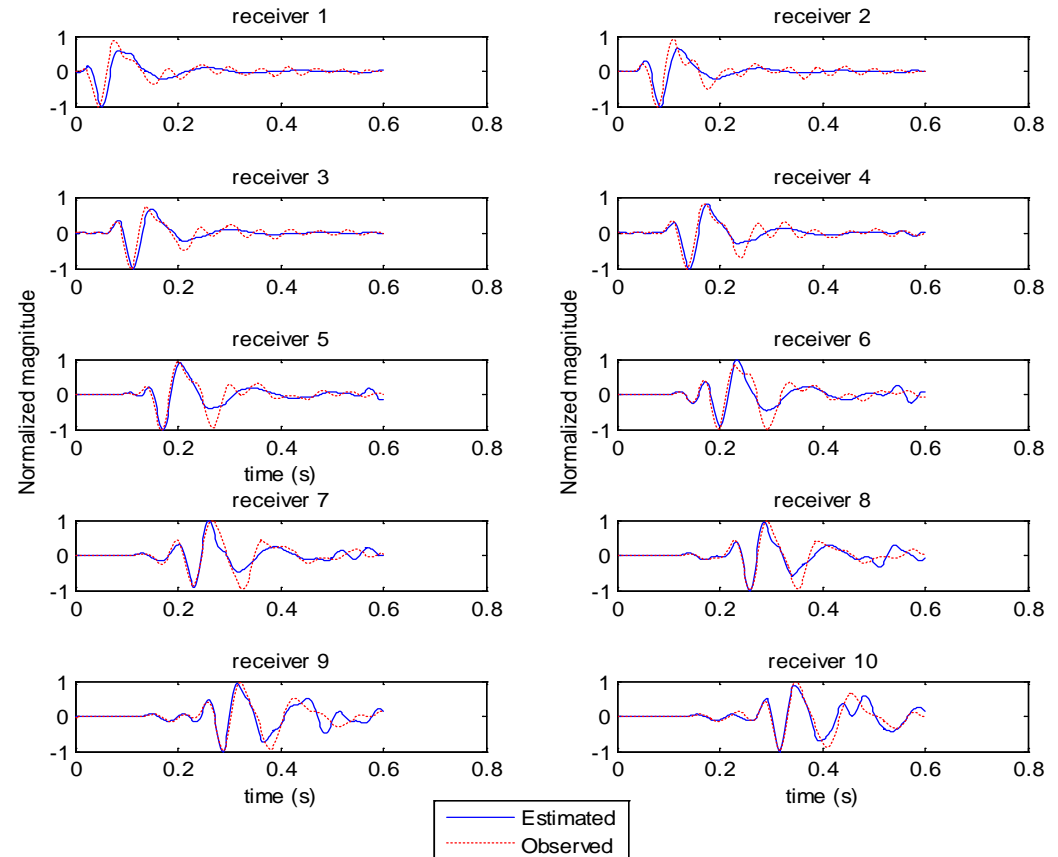 receiver 1
receiver 2
1
0
-1
0 0.2 0.4 0.6 0.8
1
0
-1
0 0.2 0.4 0.6 0.8
receiver 3
receiver 4
1
0
-1
0 0.2 0.4 0.6 0.8
1
0
-1
0 0.2 0.4 0.6 0.8
Normalized magnitude
Normalized magnitude
receiver 5
receiver 6
1
0
-1
0 0.2 0.4 0.6 0.8
time (s)
1
0
-1
0 0.2 0.4 0.6 0.8
receiver 7
receiver 8
1
0
-1
0 0.2 0.4 0.6 0.8
1
0
-1
0 0.2 0.4 0.6 0.8
receiver 9
receiver 10
1
0
-1
0 0.2 0.4 0.6 0.8
time (s)
1
0
-1
0 0.2 0.4 0.6 0.8
time (s)
Estimated
Observed